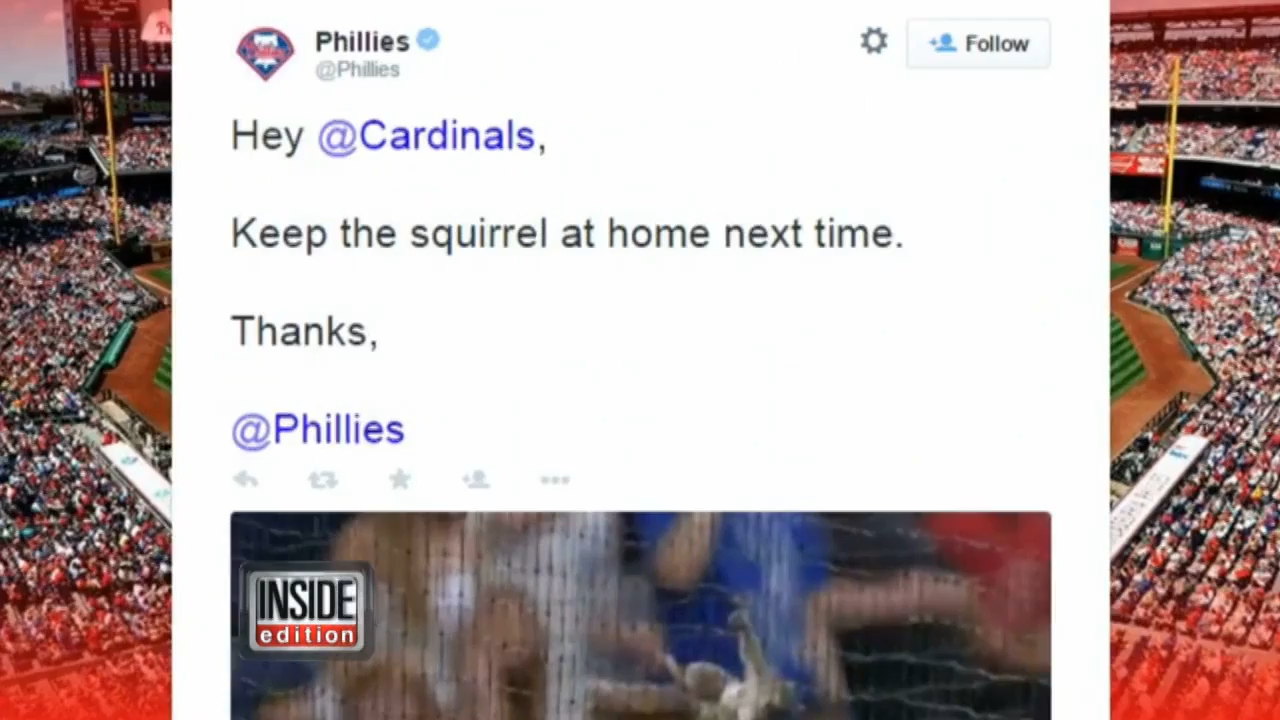 Phillies
@Phillies
Follow
Hey @Cardinals,
Keep the squirrel at home next time.
Thanks,
@Phillies
INSIDE
edition